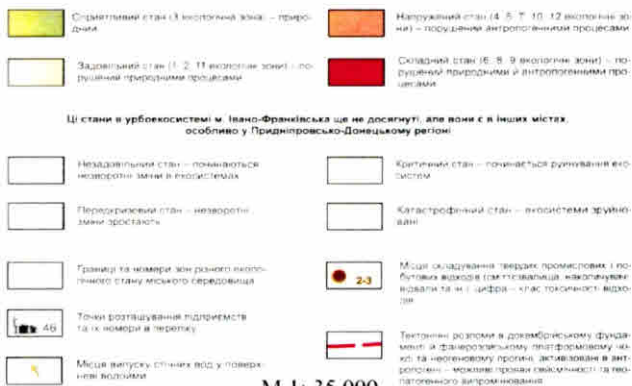 Сприятливий стан (3 екологічна зона) – природний
Задовільний стан (1, 2, 11 екологічні зони) – порушений природними процесами
Напружений стан (4, 5, 7, 10, 12 екологічні зони) – порушений антропогенними процесами
Складний стан (6, 8, 9 екологічні зони) – порушений природними й антропогенними процесами
Ці стани в урбоекосистемі м. Івано-Франківська ще не досягнуті, але вони є в інших містах,
особливо у Придніпровсько-Донецькому регіоні
Незадовільний стан – починаються
незворотні зміни в екосистемах
Передкризовий стан – незворотні
зміни зростають
Критичний стан – починається руйнування екосистем
Катастрофічний стан – екосистеми зруйновані
Границі та номери зон різного екологічного стану міського середовища
46
Точки розташування підприємств
та їх номери в переліку
Місця випуску стічних вод у поверхневі водойми
2-3
Місця складування твердих промислових і побутових відходів (сміттєзвалища, накопичувачі,
відвали та ін.) цифра – клас токсичності відходів
Тектонічні розломи в докембрійському фундаменті й фанерозойському платформовому чохлі та неогеновому прогині, активізовані в антропогені – можливі прояви сейсмічності та геопатогенного випромінювання
М 1: 35 000